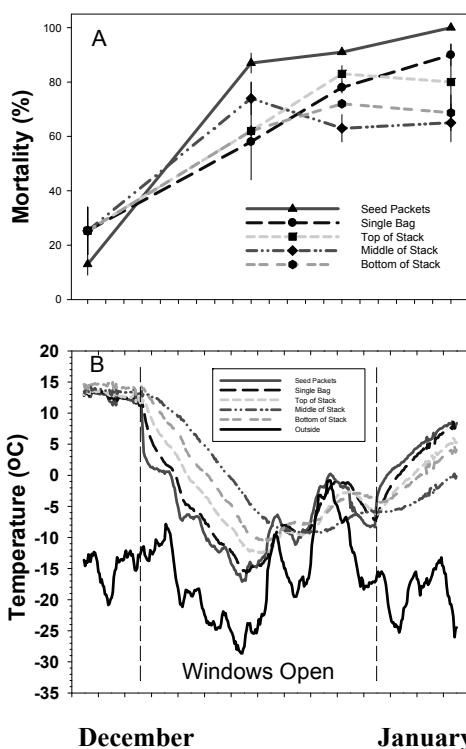 A
Mortality (%)
100
80
60
40
20
0
Seed Packets
Single Bag
Top of Stack
Middle of Stack
Bottom of Stack
B
Temperature (oC)
20
15
10
5
0
-5
-10
-15
-20
-25
-30
-35
Seed Packets
Single Bag
Top of Stack
Middle of Stack
Bottom of Stack
Outside
Windows Open
December January